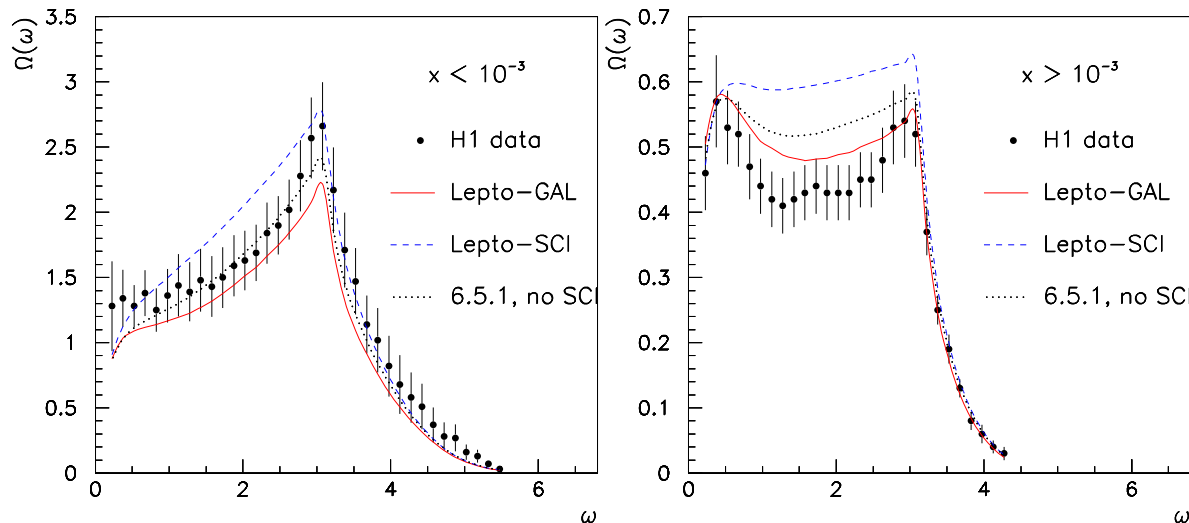 Ω(ω)
3.5
3
2.5
2
1.5
1
0.5
0
0
2
4
6
ω
x < 10⁻³
H1 data
Lepto−GAL
Lepto−SCI
6.5.1, no SCI
Ω(ω)
0.7
0.6
0.5
0.4
0.3
0.2
0.1
0
0
2
4
6
ω
x > 10⁻³
H1 data
Lepto−GAL
Lepto−SCI
6.5.1, no SCI